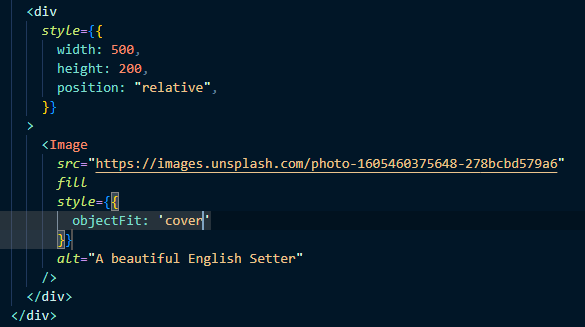 <div
style={{
width: 500,
height: 200,
position: "relative",
}}
>
<Image
src="https://images.unsplash.com/photo-1605460375648-278bcbd579a6"
fill
style={{
objectFit: 'cover'
}}
alt="A beautiful English Setter"
/>
</div>
</div>